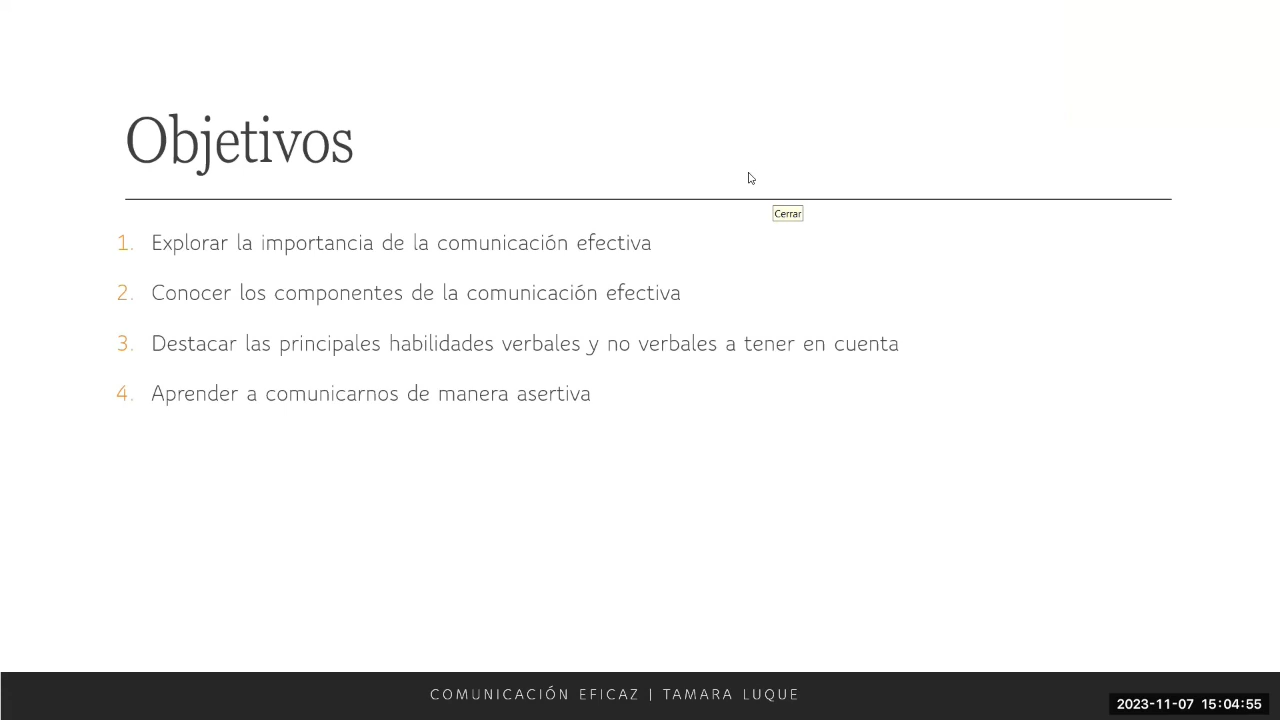 Objetivos
Cerrar
1. Explorar la importancia de la comunicación efectiva
2. Conocer los componentes de la comunicación efectiva
3. Destacar las principales habilidades verbales y no verbales a tener en cuenta
4. Aprender a comunicarnos de manera asertiva
COMUNICACIÓN EFICAZ | TAMARA LUQUE
2023-11-07 15:04:55